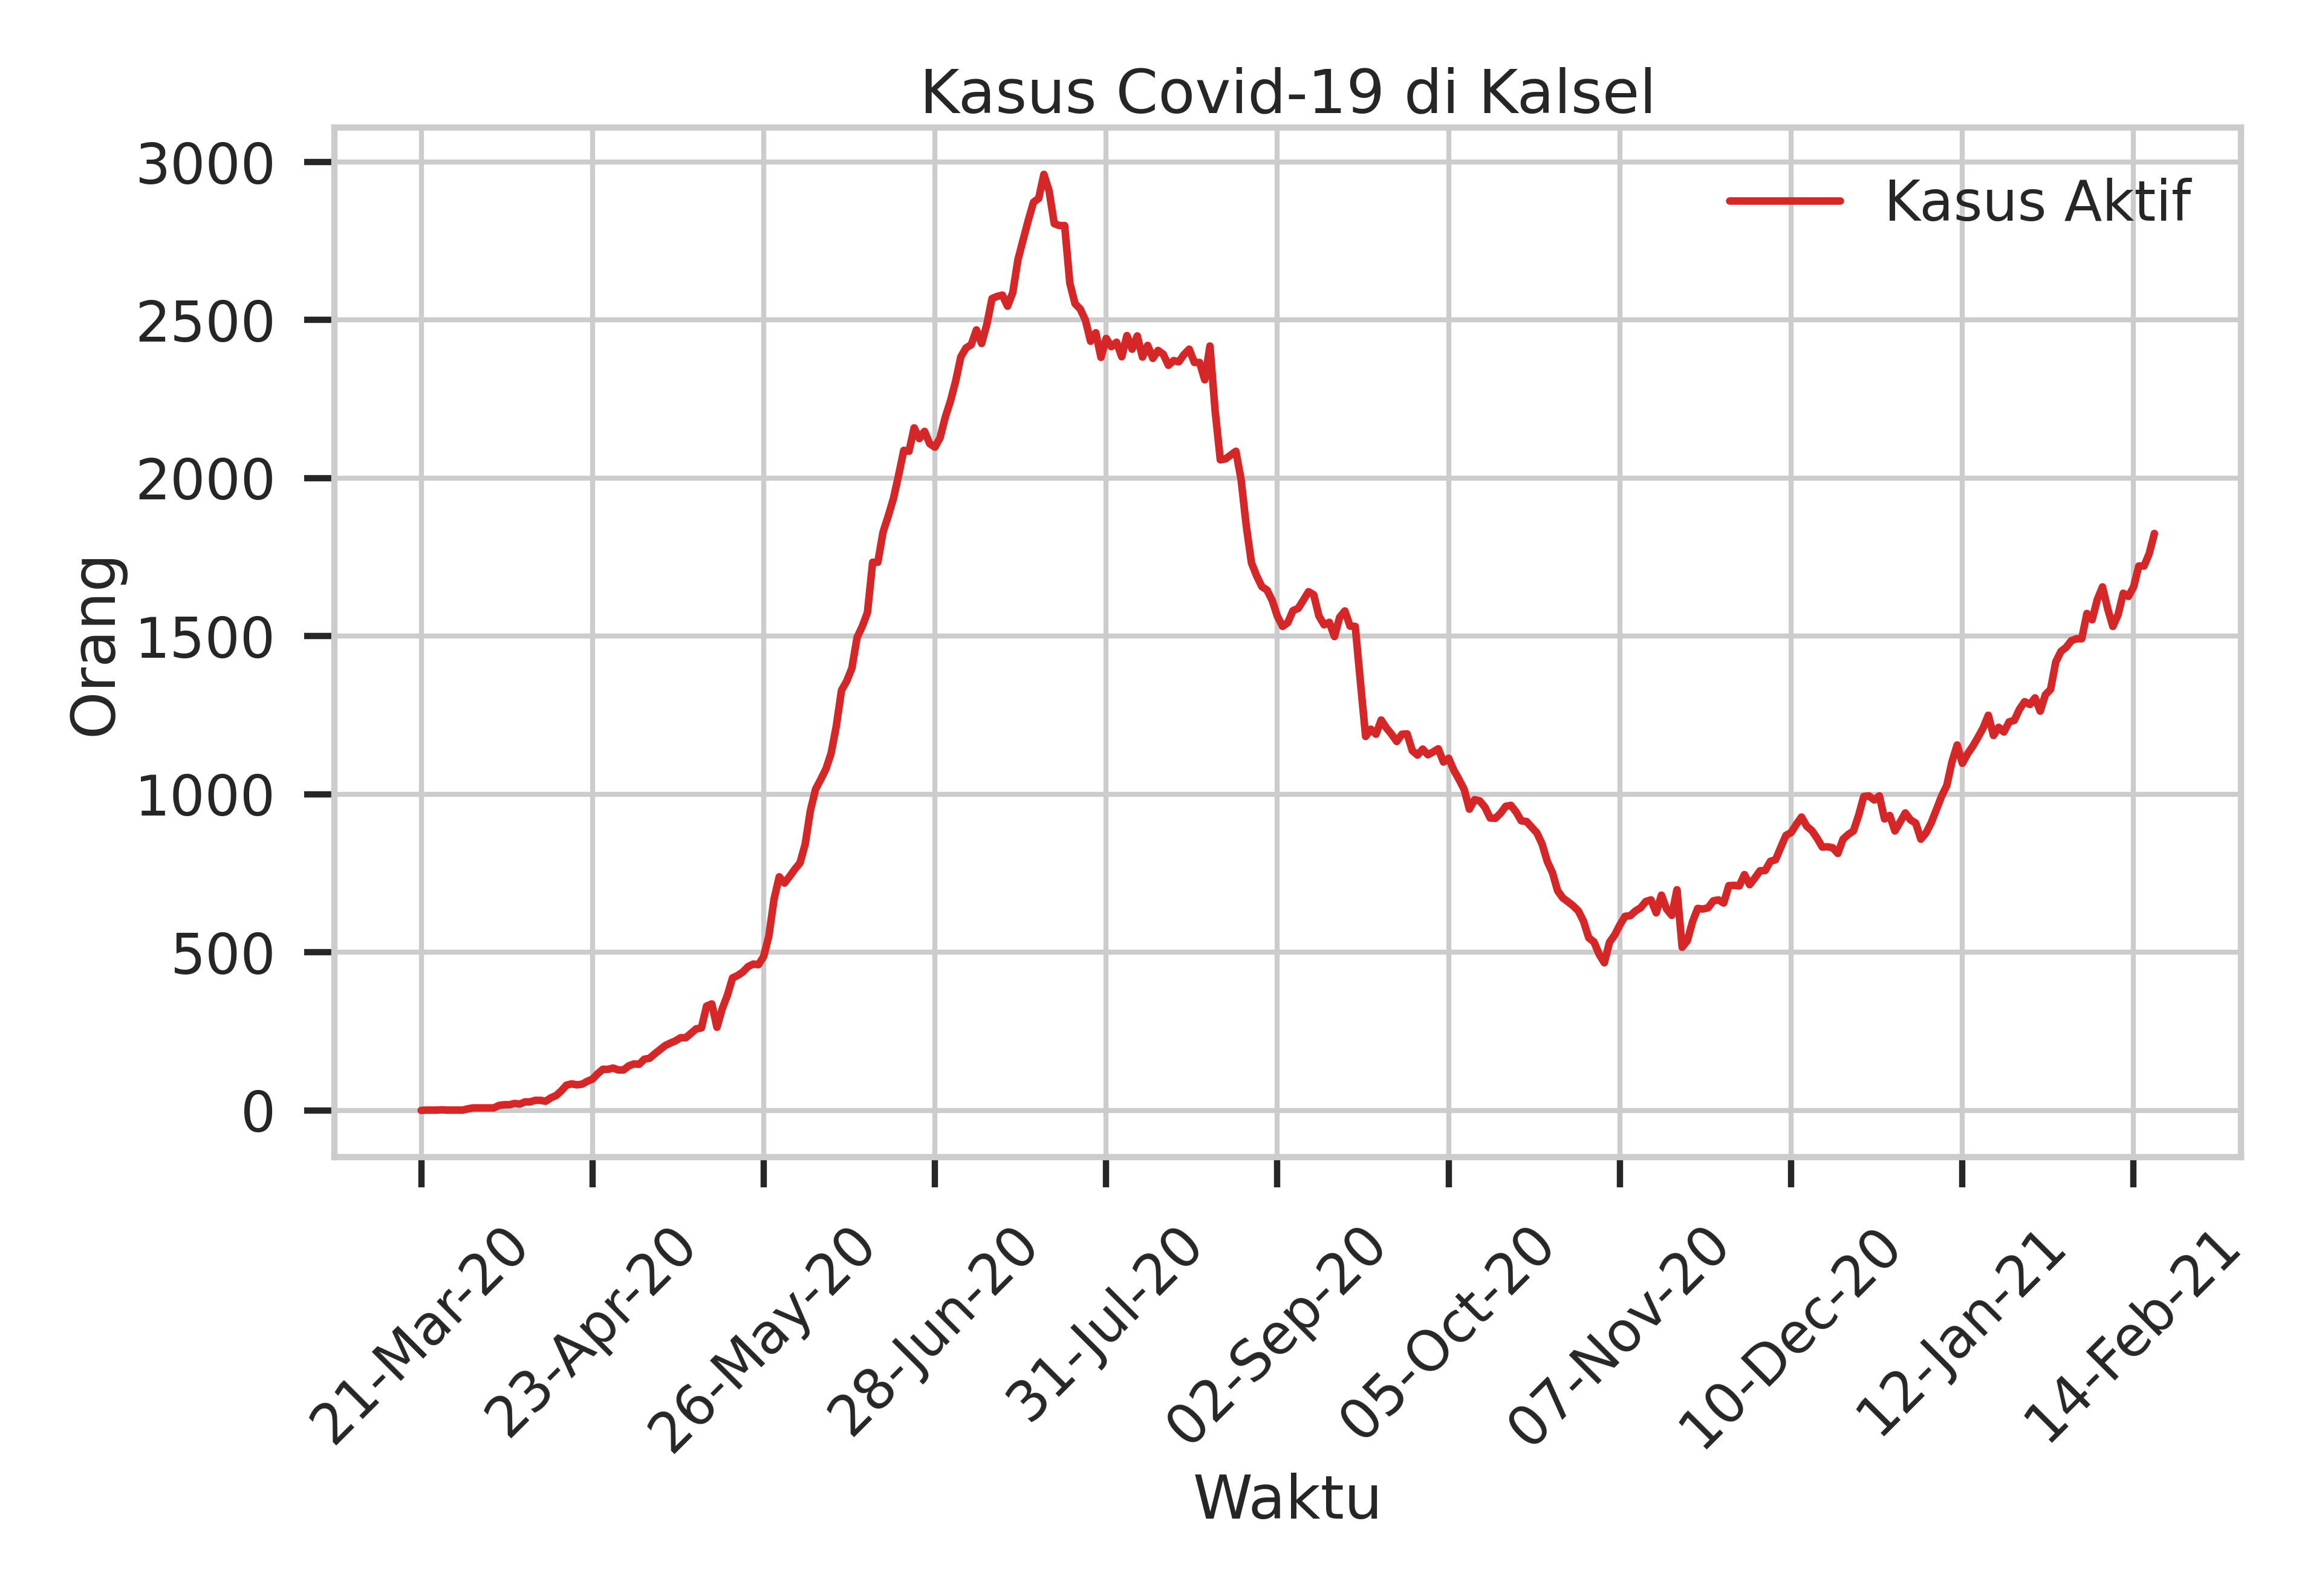 Kasus Covid-19 di Kalsel
Kasus Aktif
Orang
3000
2500
2000
1500
1000
500
0
21-Mar-20
23-Apr-20
26-May-20
28-Jun-20
31-Jul-20
02-Sep-20
05-Oct-20
07-Nov-20
10-Dec-20
12-Jan-21
14-Feb-21
Waktu